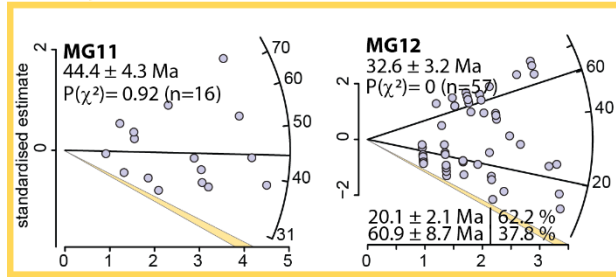 MG11
44.4 ± 4.3 Ma
P(χ²)= 0.92 (n=16)
standardised estimate
2
0
70
60
50
40
31
0 1 2 3 4 5
MG12
32.6 ± 3.2 Ma
P(χ²)= 0 (n=57)
2
0
-2
60
40
20
20.1 ± 2.1 Ma 62.2 %
60.9 ± 8.7 Ma 37.8 %
0 1 2 3